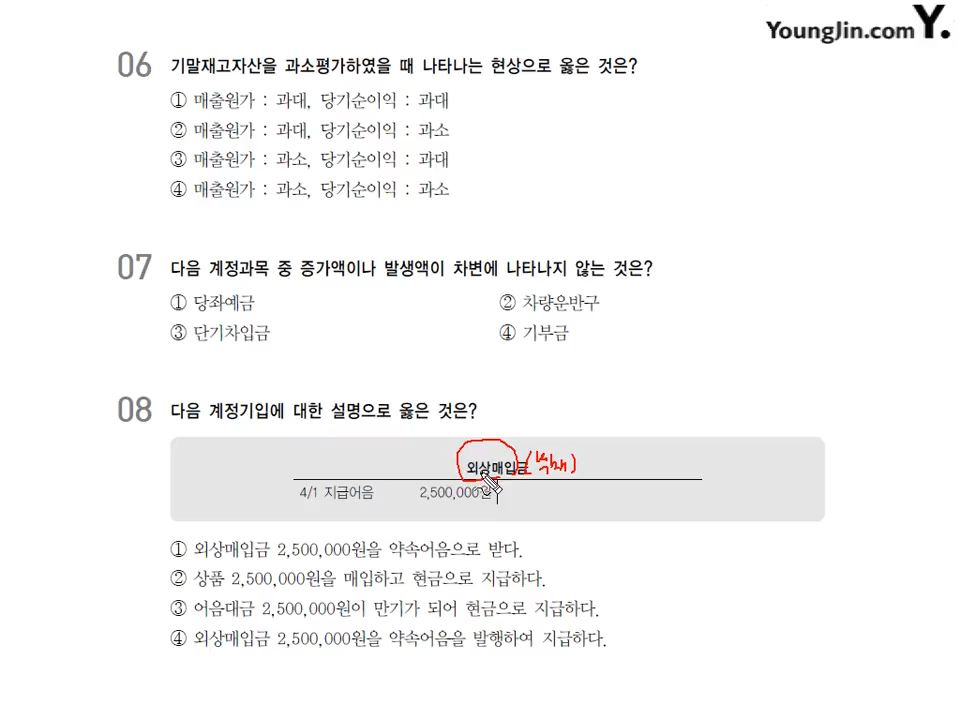 YoungJin.com Y.
06 기말재고자산을 과소평가하였을 때 나타나는 현상으로 옳은 것은?
① 매출원가 : 과대, 당기순이익 : 과대
② 매출원가 : 과대, 당기순이익 : 과소
③ 매출원가 : 과소, 당기순이익 : 과대
④ 매출원가 : 과소, 당기순이익 : 과소
07 다음 계정과목 중 증가액이나 발생액이 차변에 나타나지 않는 것은?
① 당좌예금 ② 차량운반구
③ 단기차입금 ④ 기부금
08 다음 계정기입에 대한 설명으로 옳은 것은?
외상매입금 (부채)
4/1 지급어음 2,500,000원
① 외상매입금 2,500,000원을 약속어음으로 받다.
② 상품 2,500,000원을 매입하고 현금으로 지급하다.
③ 어음대금 2,500,000원이 만기가 되어 현금으로 지급하다.
④ 외상매입금 2,500,000원을 약속어음을 발행하여 지급하다.